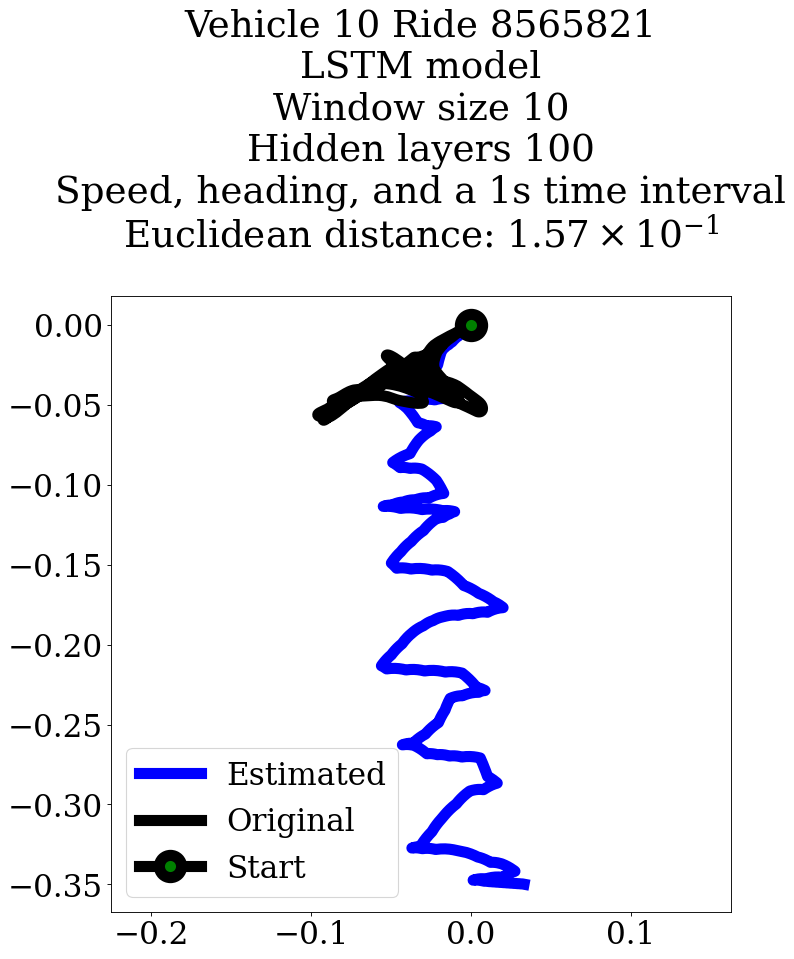 Vehicle 10 Ride 8565821
LSTM model
Window size 10
Hidden layers 100
Speed, heading, and a 1s time interval
Euclidean distance: 1.57 × 10⁻¹
0.00
−0.05
−0.10
−0.15
−0.20
−0.25
−0.30
−0.35
Estimated
Original
Start
−0.2
−0.1
0.0
0.1